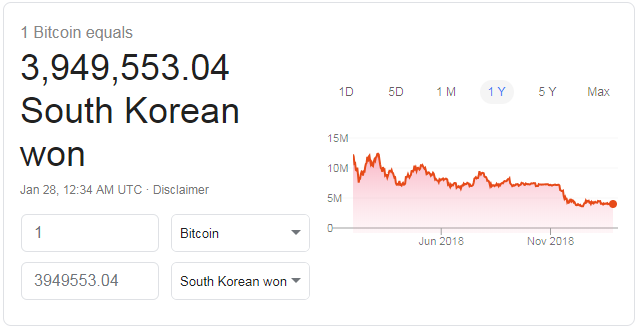 1 Bitcoin equals
3,949,553.04
South Korean
won
Jan 28, 12:34 AM UTC · Disclaimer
1 Bitcoin
3949553.04 South Korean won
1D 5D 1 M 1 Y 5 Y Max
15M
10M
5M
0
Jun 2018 Nov 2018